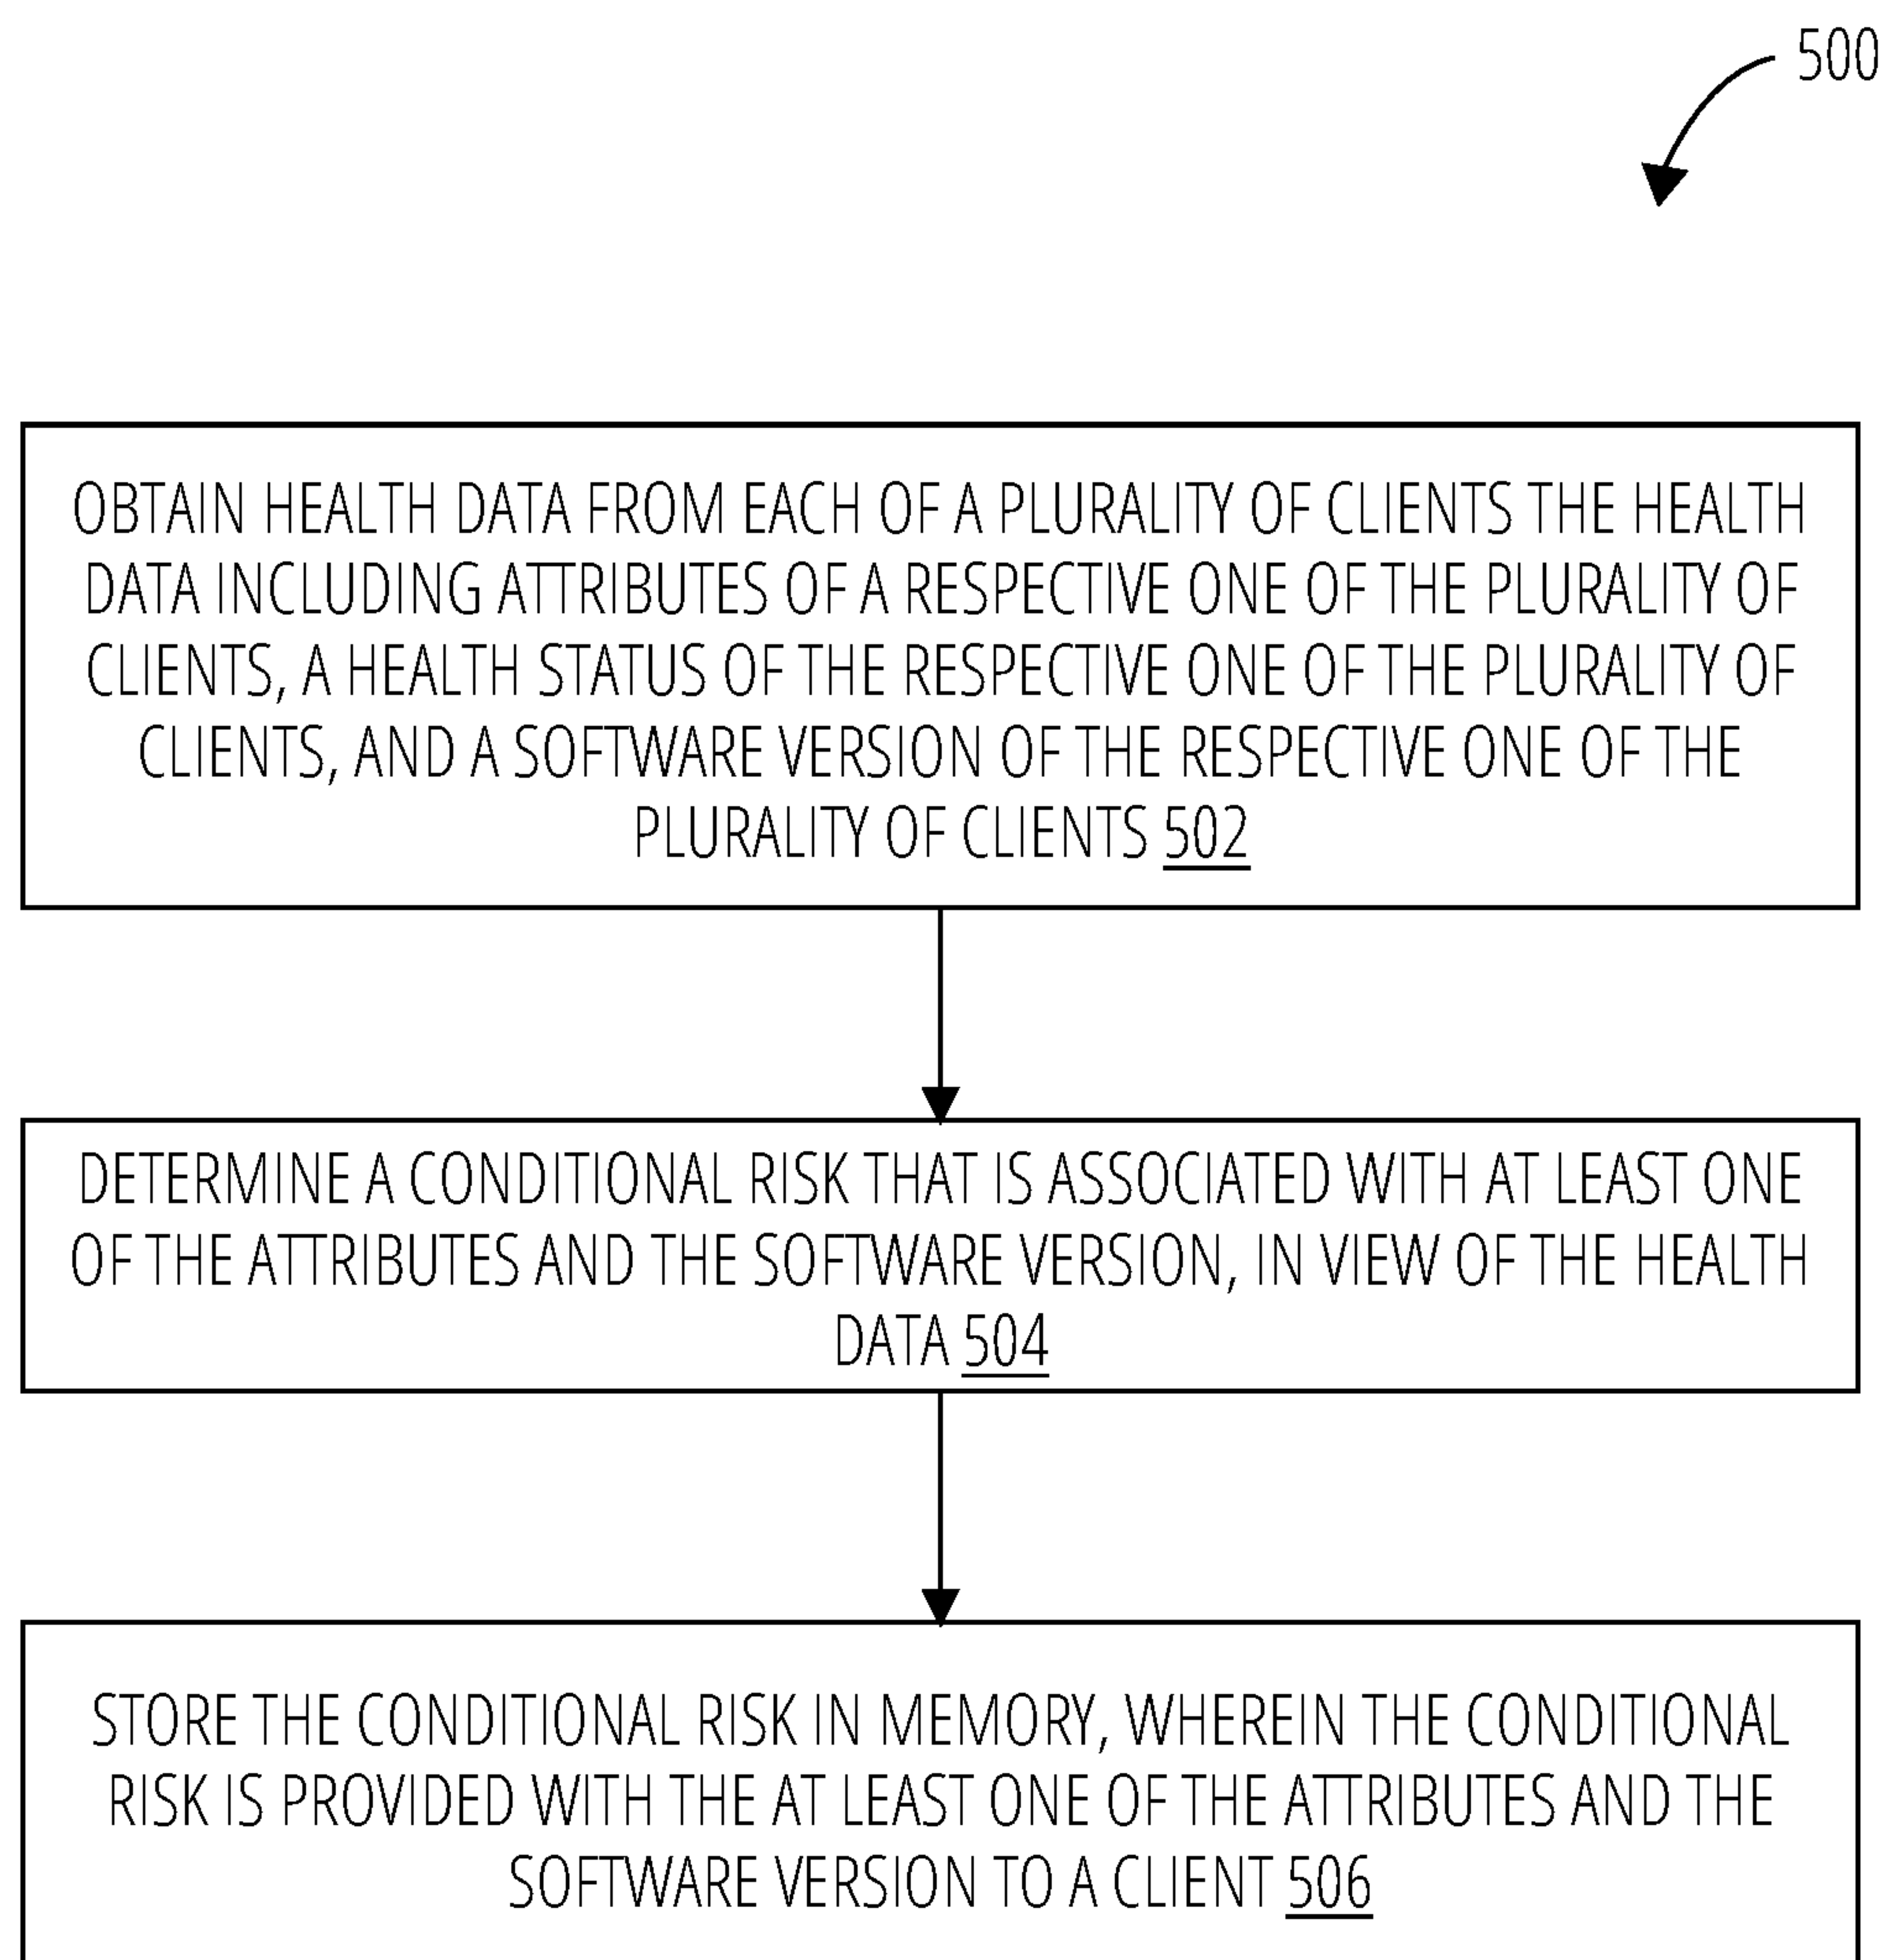 500
OBTAIN HEALTH DATA FROM EACH OF A PLURALITY OF CLIENTS THE HEALTH
DATA INCLUDING ATTRIBUTES OF A RESPECTIVE ONE OF THE PLURALITY OF
CLIENTS, A HEALTH STATUS OF THE RESPECTIVE ONE OF THE PLURALITY OF
CLIENTS, AND A SOFTWARE VERSION OF THE RESPECTIVE ONE OF THE
PLURALITY OF CLIENTS 502
DETERMINE A CONDITIONAL RISK THAT IS ASSOCIATED WITH AT LEAST ONE
OF THE ATTRIBUTES AND THE SOFTWARE VERSION, IN VIEW OF THE HEALTH
DATA 504
STORE THE CONDITIONAL RISK IN MEMORY, WHEREIN THE CONDITIONAL
RISK IS PROVIDED WITH THE AT LEAST ONE OF THE ATTRIBUTES AND THE
SOFTWARE VERSION TO A CLIENT 506